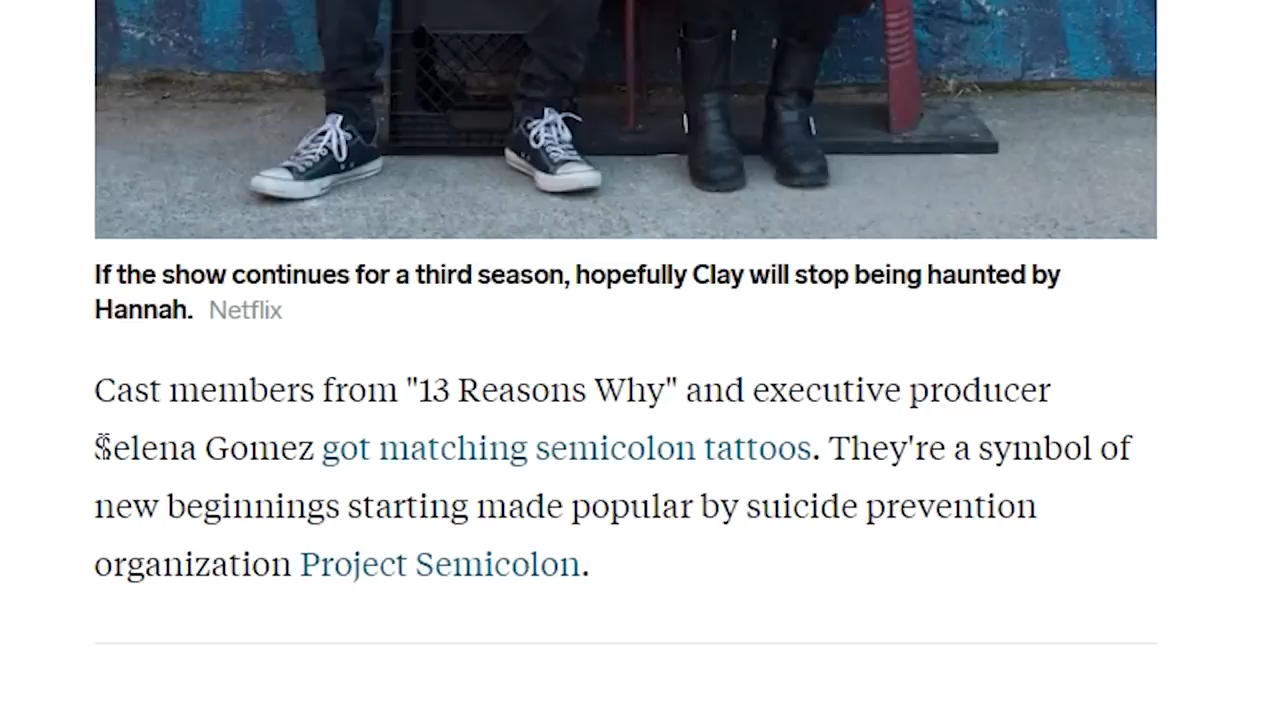 If the show continues for a third season, hopefully Clay will stop being haunted by
Hannah. Netflix
Cast members from "13 Reasons Why" and executive producer
Selena Gomez got matching semicolon tattoos. They're a symbol of
new beginnings starting made popular by suicide prevention
organization Project Semicolon.